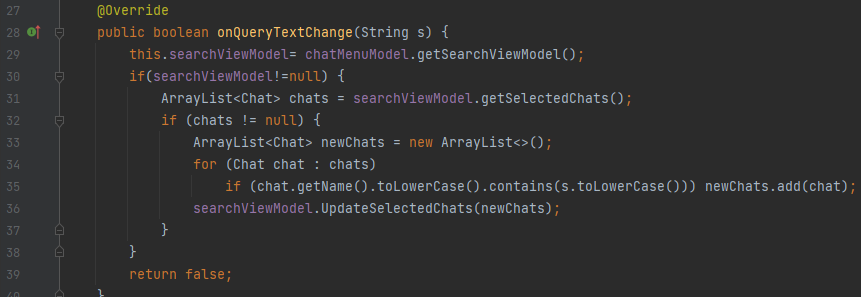 27 @Override
28 public boolean onQueryTextChange(String s) {
29 this.searchViewModel= chatMenuModel.getSearchViewModel();
30 if(searchViewModel!=null) {
31 ArrayList<Chat> chats = searchViewModel.getSelectedChats();
32 if (chats != null) {
33 ArrayList<Chat> newChats = new ArrayList<>();
34 for (Chat chat : chats)
35 if (chat.getName().toLowerCase().contains(s.toLowerCase())) newChats.add(chat);
36 searchViewModel.UpdateSelectedChats(newChats);
37 }
38 }
39 return false;
40 }